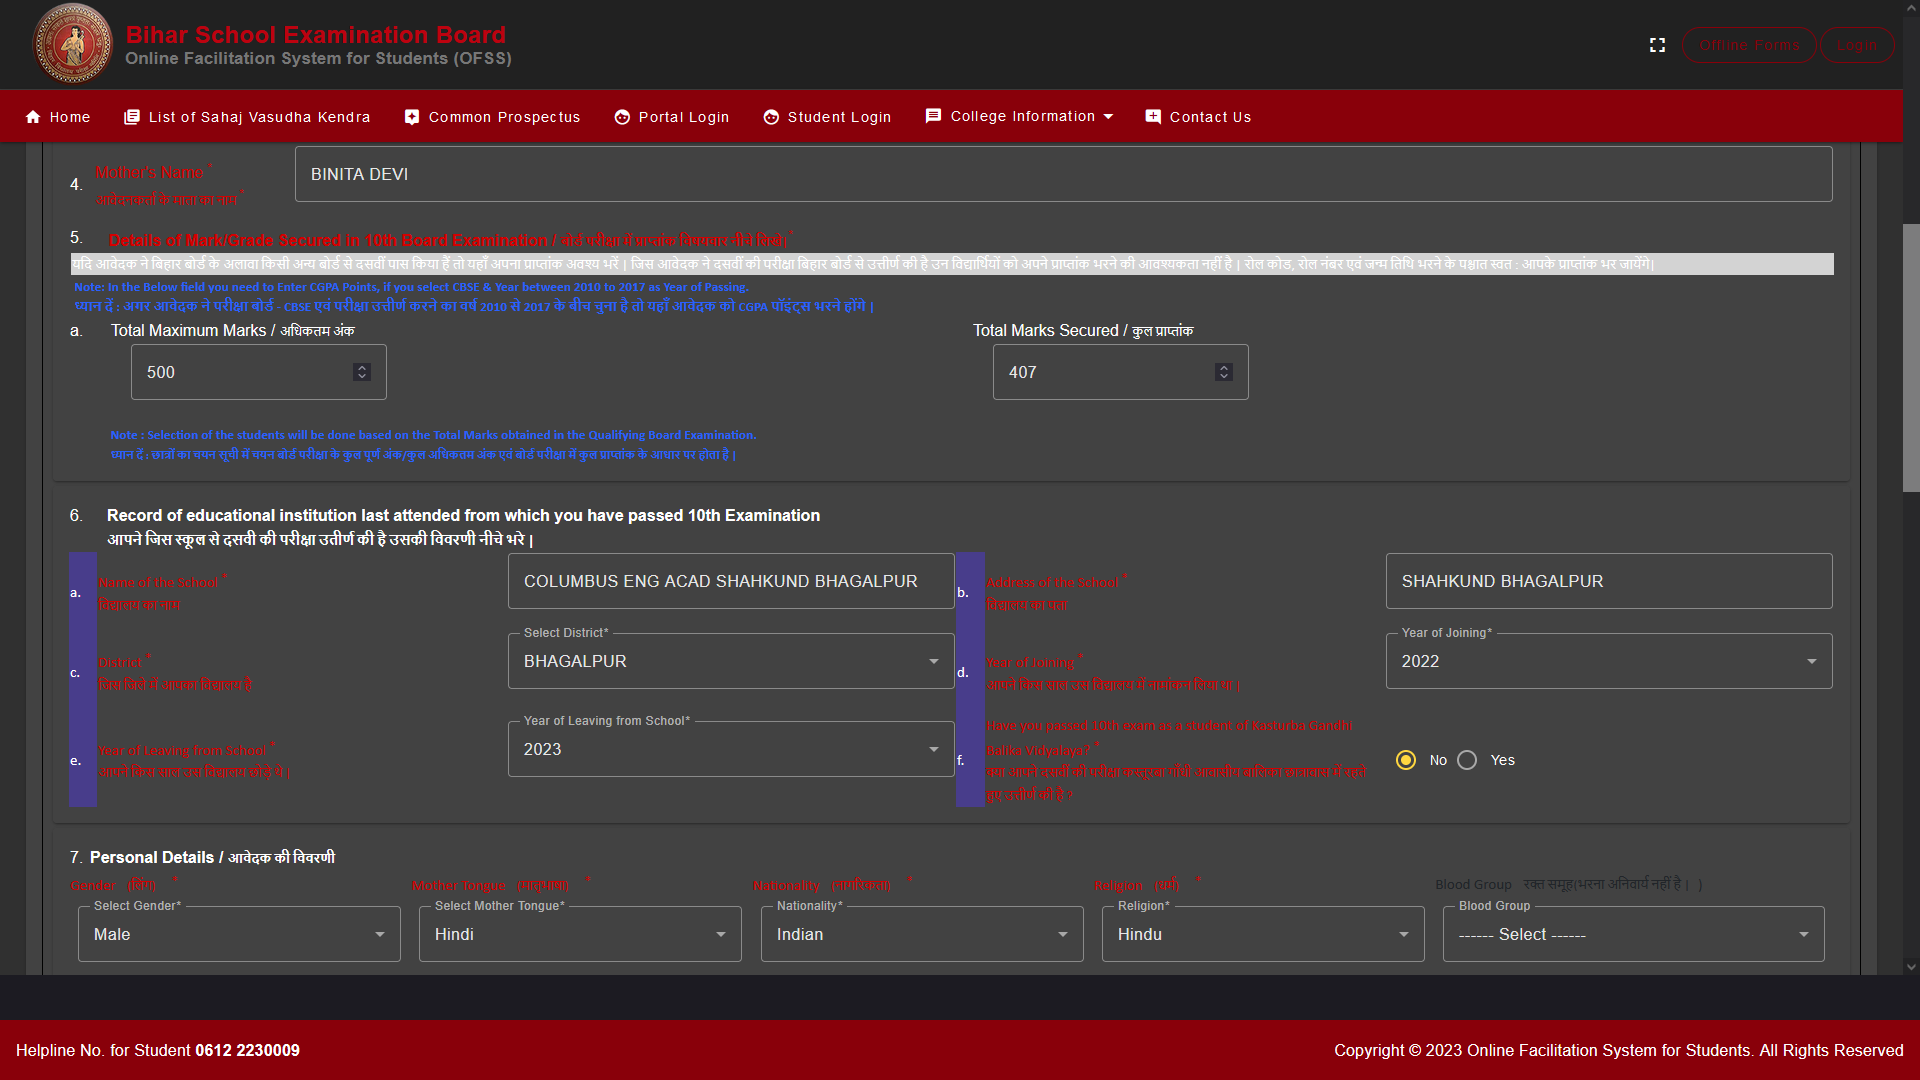 Bihar School Examination Board
Online Facilitation System for Students (OFSS)
Offline Forms
Login
Home
List of Sahaj Vasudha Kendra
Common Prospectus
Portal Login
Student Login
College Information
Contact Us
4. Mother's Name *
आवेदनकर्ता के माता का नाम *
BINITA DEVI
5. Details of Mark/Grade Secured in 10th Board Examination / बोर्ड परीक्षा में प्राप्तांक विषयवार नीचे लिखें| *
यदि आवेदक ने बिहार बोर्ड के अलावा किसी अन्य बोर्ड से दसवीं पास किया हैं तो यहाँ अपना प्राप्तांक अवश्य भरें | जिस आवेदक ने दसवीं की परीक्षा बिहार बोर्ड से उत्तीर्ण की है उन विद्यार्थियों को अपने प्राप्तांक भरने की आवश्यकता नहीं है | रोल कोड, रोल नंबर एवं जन्म तिथि भरने के पश्चात स्वत : आपके प्राप्तांक भर जायेंगे|
Note: In the Below field you need to Enter CGPA Points, if you select CBSE & Year between 2010 to 2017 as Year of Passing.
ध्यान दें : अगर आवेदक ने परीक्षा बोर्ड - CBSE एवं परीक्षा उत्तीर्ण करने का वर्ष 2010 से 2017 के बीच चुना है तो यहाँ आवेदक को CGPA पॉइंट्स भरने होंगे |
a. Total Maximum Marks / अधिकतम अंक
500
Total Marks Secured / कुल प्राप्तांक
407
Note : Selection of the students will be done based on the Total Marks obtained in the Qualifying Board Examination.
ध्यान दें : छात्रों का चयन सूची में चयन बोर्ड परीक्षा के कुल पूर्ण अंक/कुल अधिकतम अंक एवं बोर्ड परीक्षा में कुल प्राप्तांक के आधार पर होता है |
6. Record of educational institution last attended from which you have passed 10th Examination
आपने जिस स्कूल से दसवी की परीक्षा उतीर्ण की है उसकी विवरणी नीचे भरे |
a. Name of the School *
विद्यालय का नाम
COLUMBUS ENG ACAD SHAHKUND BHAGALPUR
b. Address of the School *
विद्यालय का पता
SHAHKUND BHAGALPUR
c. District *
जिस जिले में आपका विद्यालय है
Select District*
BHAGALPUR
d. Year of Joining *
आपने किस साल उस विद्यालय में नामांकन लिया था |
Year of Joining*
2022
e. Year of Leaving from School *
आपने किस साल उस विद्यालय छोड़े थे |
Year of Leaving from School*
2023
f. Have you passed 10th exam as a student of Kasturba Gandhi
Balika Vidyalaya? *
क्या आपने दसवीं की परीक्षा कस्तूरबा गाँधी आवासीय बालिका छात्रावास में रहते
हुए उत्तीर्ण की है ?
No
Yes
7. Personal Details / आवेदक की विवरणी
Gender (लिंग) *
Mother Tongue (मातृभाषा) *
Nationality (नागरिकता) *
Religion (धर्म) *
Blood Group रक्त समूह(भरना अनिवार्य नहीं है | )
Select Gender*
Male
Select Mother Tongue*
Hindi
Nationality*
Indian
Religion*
Hindu
Blood Group
------ Select ------
Helpline No. for Student 0612 2230009
Copyright © 2023 Online Facilitation System for Students. All Rights Reserved